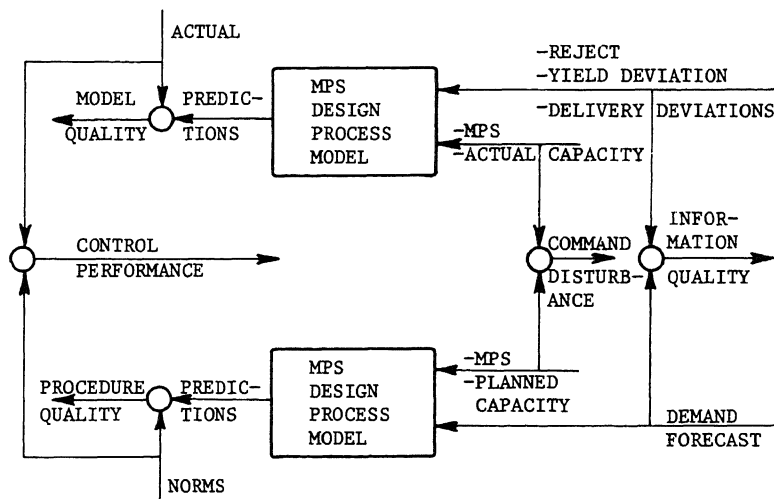 ACTUAL
-REJECT
-YIELD DEVIATION
-DELIVERY DEVIATIONS
MPS
DESIGN
PROCESS
MODEL
MODEL
QUALITY
PREDIC-
TIONS
-MPS
-ACTUAL CAPACITY
CONTROL
PERFORMANCE
COMMAND
DISTURB-
ANCE
INFOR-
MATION
QUALITY
MPS
DESIGN
PROCESS
MODEL
PROCEDURE
QUALITY
PREDIC-
TIONS
-MPS
-PLANNED
CAPACITY
DEMAND
FORECAST
NORMS